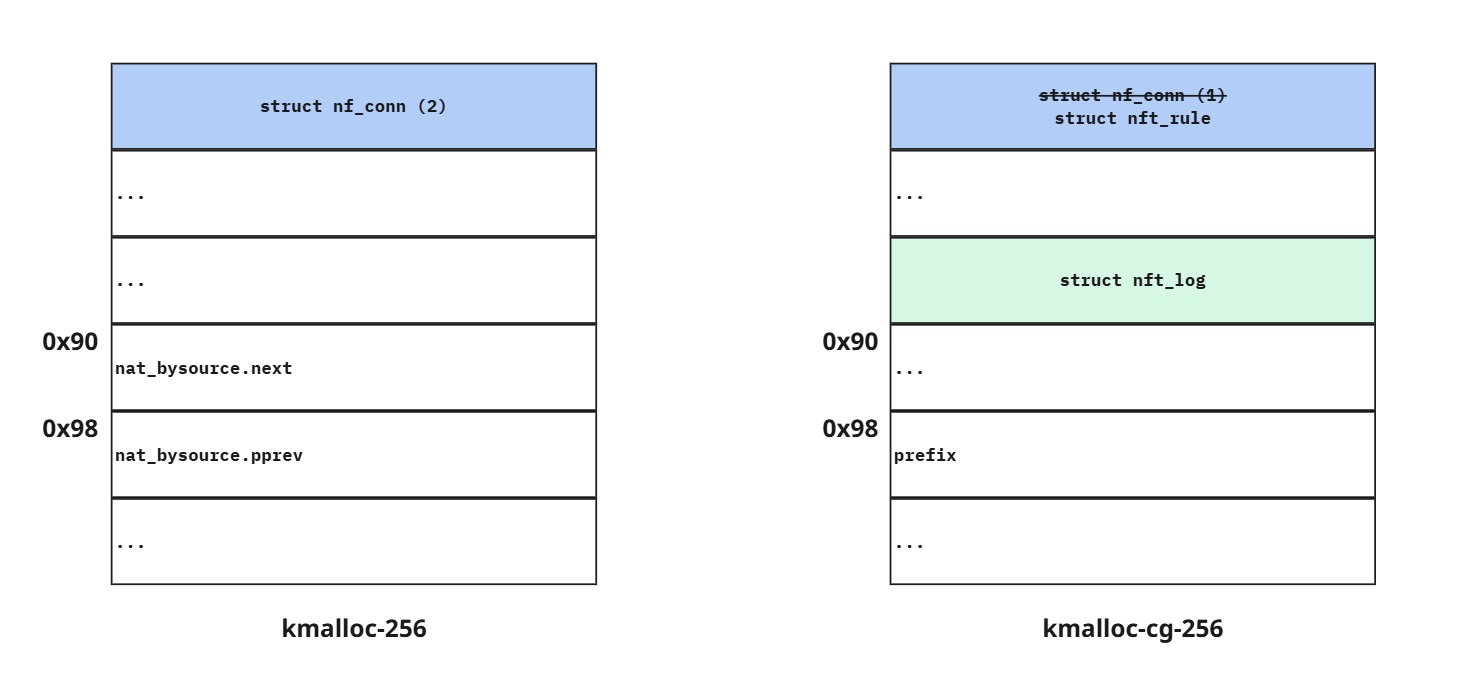 struct nf_conn (2)
...
...
0x90
nat_bysource.next
0x98
nat_bysource.pprev
...
kmalloc-256
struct nf_conn (1)
struct nft_rule
...
struct nft_log
0x90
...
0x98
prefix
...
kmalloc-cg-256